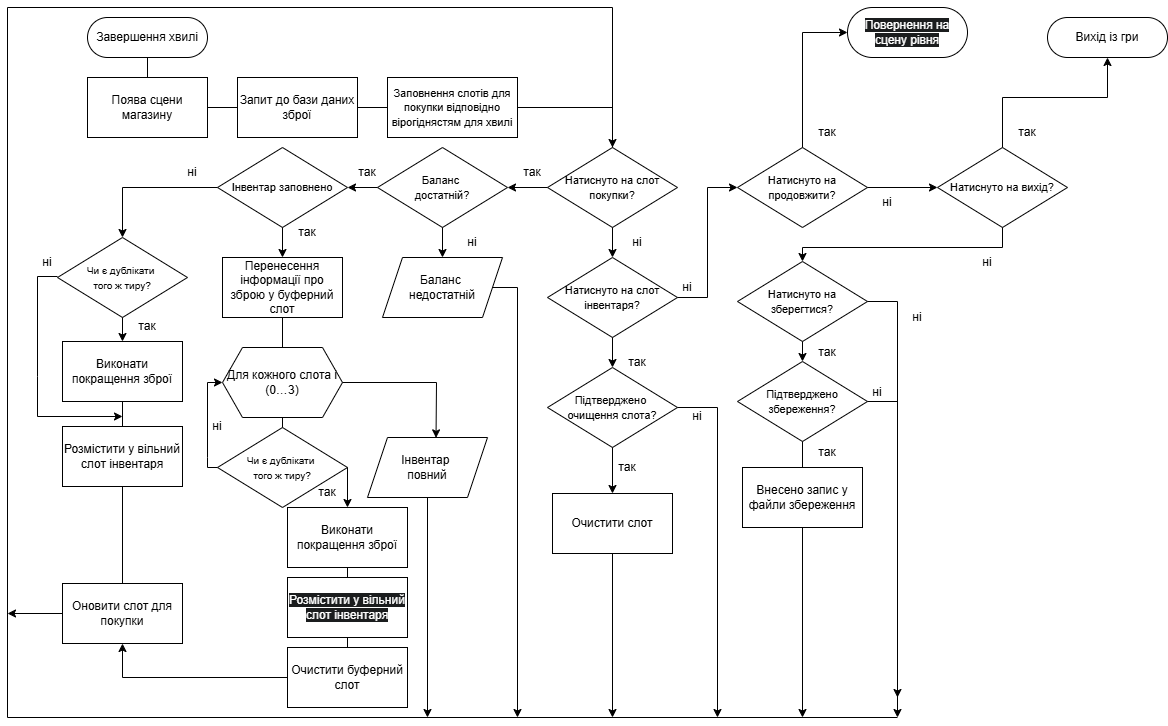 Завершення хвилі
Повернення на
сцену рівня
Вихід із гри
Поява сцени
магазину
Запит до бази даних
зброї
Заповнення слотів для
покупки відповідно
вірогіднястям для хвилі
так
так
ні
так
так
Інвентар заповнено
Баланс
достатній?
Натиснуто на слот
покупки?
Натиснуто на
продовжити?
Натиснуто на вихід?
ні
так
ні
ні
ні
Чи є дублікати
того ж тиру?
ні
Перенесення
інформації про
зброю у буферний
слот
Баланс
недостатній
Натиснуто на слот
інвентаря?
ні
Натиснуто на
зберегтися?
ні
так
так
так
Виконати
покращення зброї
Для кожного слота і
(0...3)
Підтверджено
очищення слота?
ні
Підтверджено
збереження?
ні
ні
Розмістити у вільний
слот інвентаря
Чи є дублікати
того ж тиру?
так
Інвентар
повний
так
так
Внесено запис у
файли збереження
Очистити слот
Виконати
покращення зброї
Розмістити у вільний
слот інвентаря
Оновити слот для
покупки
Очистити буферний
слот